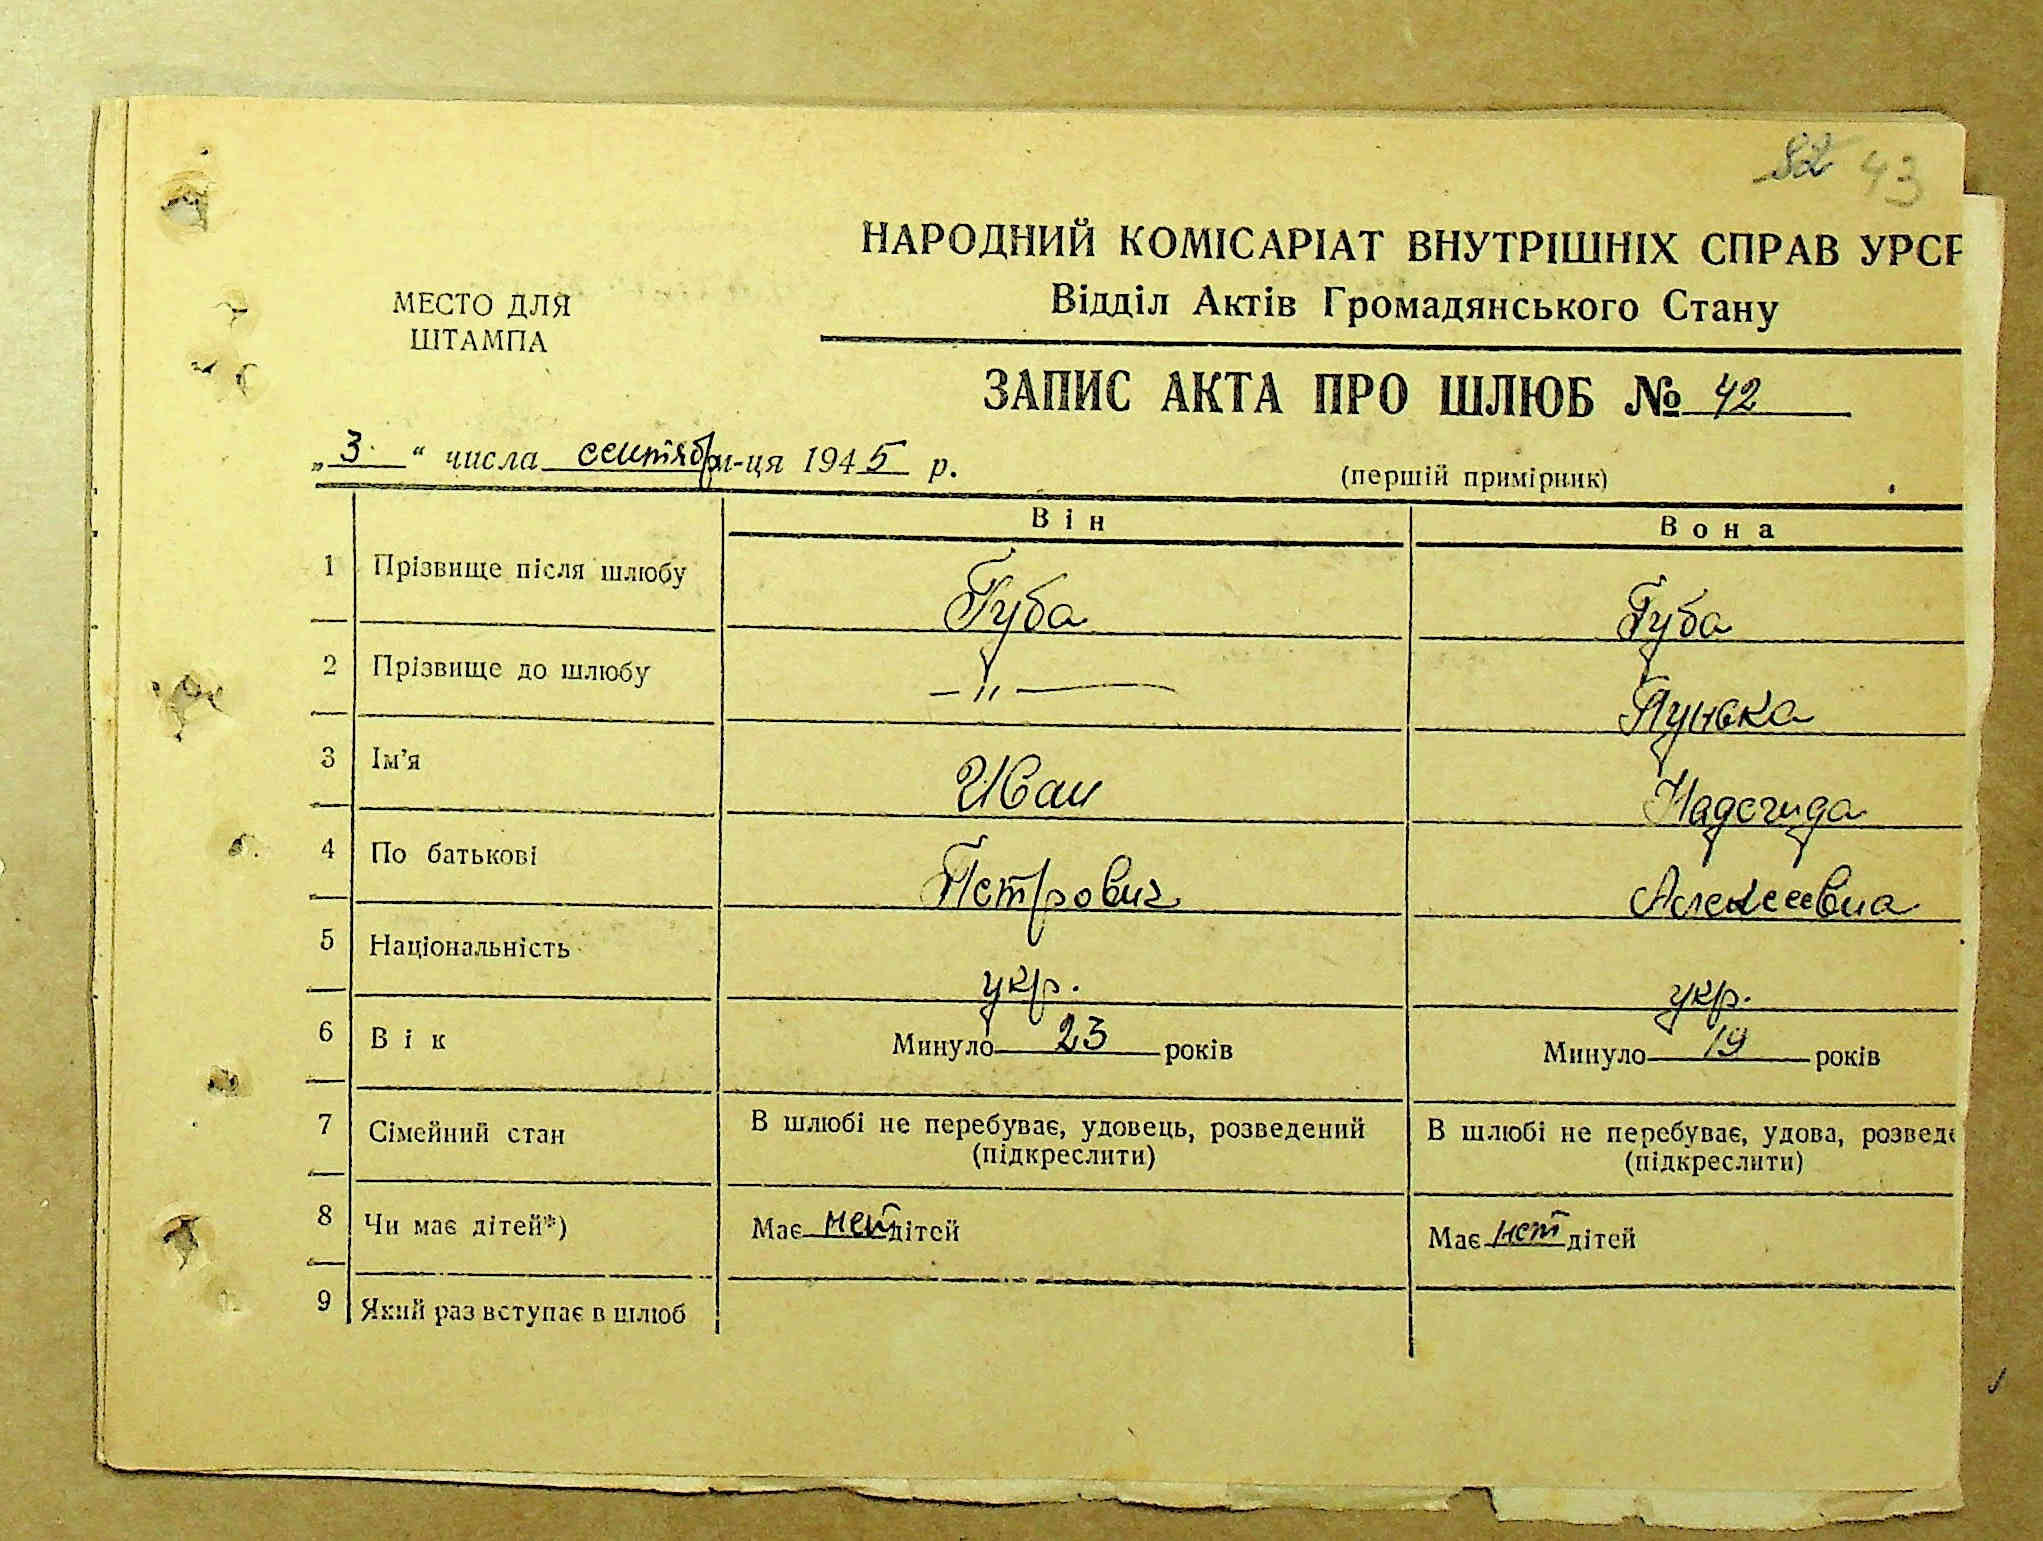 43
НАРОДНИЙ КОМІСАРІАТ ВНУТРІШНІХ СПРАВ УРСР
Відділ Актів Громадянського Стану
МЕСТО ДЛЯ
ШТАМПА
ЗАПИС АКТА ПРО ШЛЮБ № 42
„3“ числа сентябрм-ця 1945 р.
(першій примірник)
Він Вона
1 Прізвище після шлюбу Губа Губа
2 Прізвище до шлюбу —〃— Пунька
3 Ім’я Иван Надежда
4 По батькові Петрович Алексеевна
5 Національність укр. укр.
6 Вік Минуло 23 років Минуло 19 років
7 Сімейний стан В шлюбі не перебуває, удовець, розведений В шлюбі не перебуває, удова, розведе
(підкреслити) (підкреслити)
8 Чи має дітей*) Має нет дітей Має нет дітей
9 Який раз вступає в шлюб